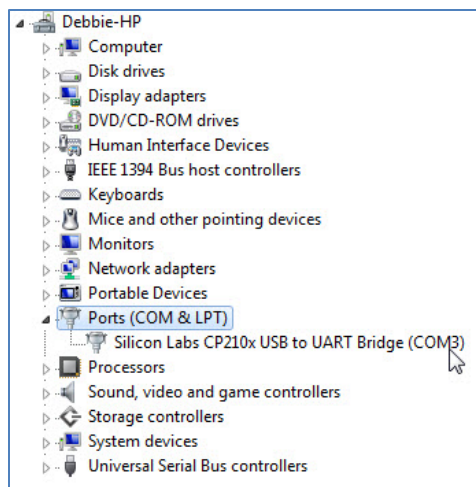 Debbie-HP
Computer
Disk drives
Display adapters
DVD/CD-ROM drives
Human Interface Devices
IEEE 1394 Bus host controllers
Keyboards
Mice and other pointing devices
Monitors
Network adapters
Portable Devices
Ports (COM & LPT)
Silicon Labs CP210x USB to UART Bridge (COM3)
Processors
Sound, video and game controllers
Storage controllers
System devices
Universal Serial Bus controllers